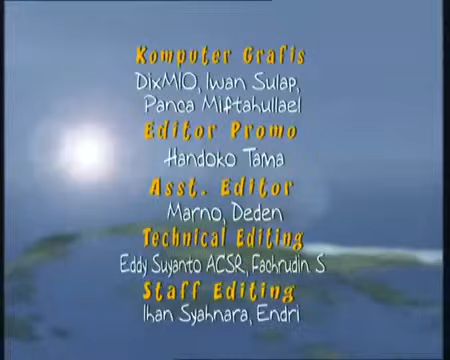 Komputer Grafis
DixMIO, Iwan Sulap,
Panca Miftahullael
Editor Promo
Handoko Tama
Asst. Editor
Marno, Deden
Technical Editing
Eddy Suyanto ACSR, Fachrudin S
Staff Editing
Ihan Syahnara, Endri